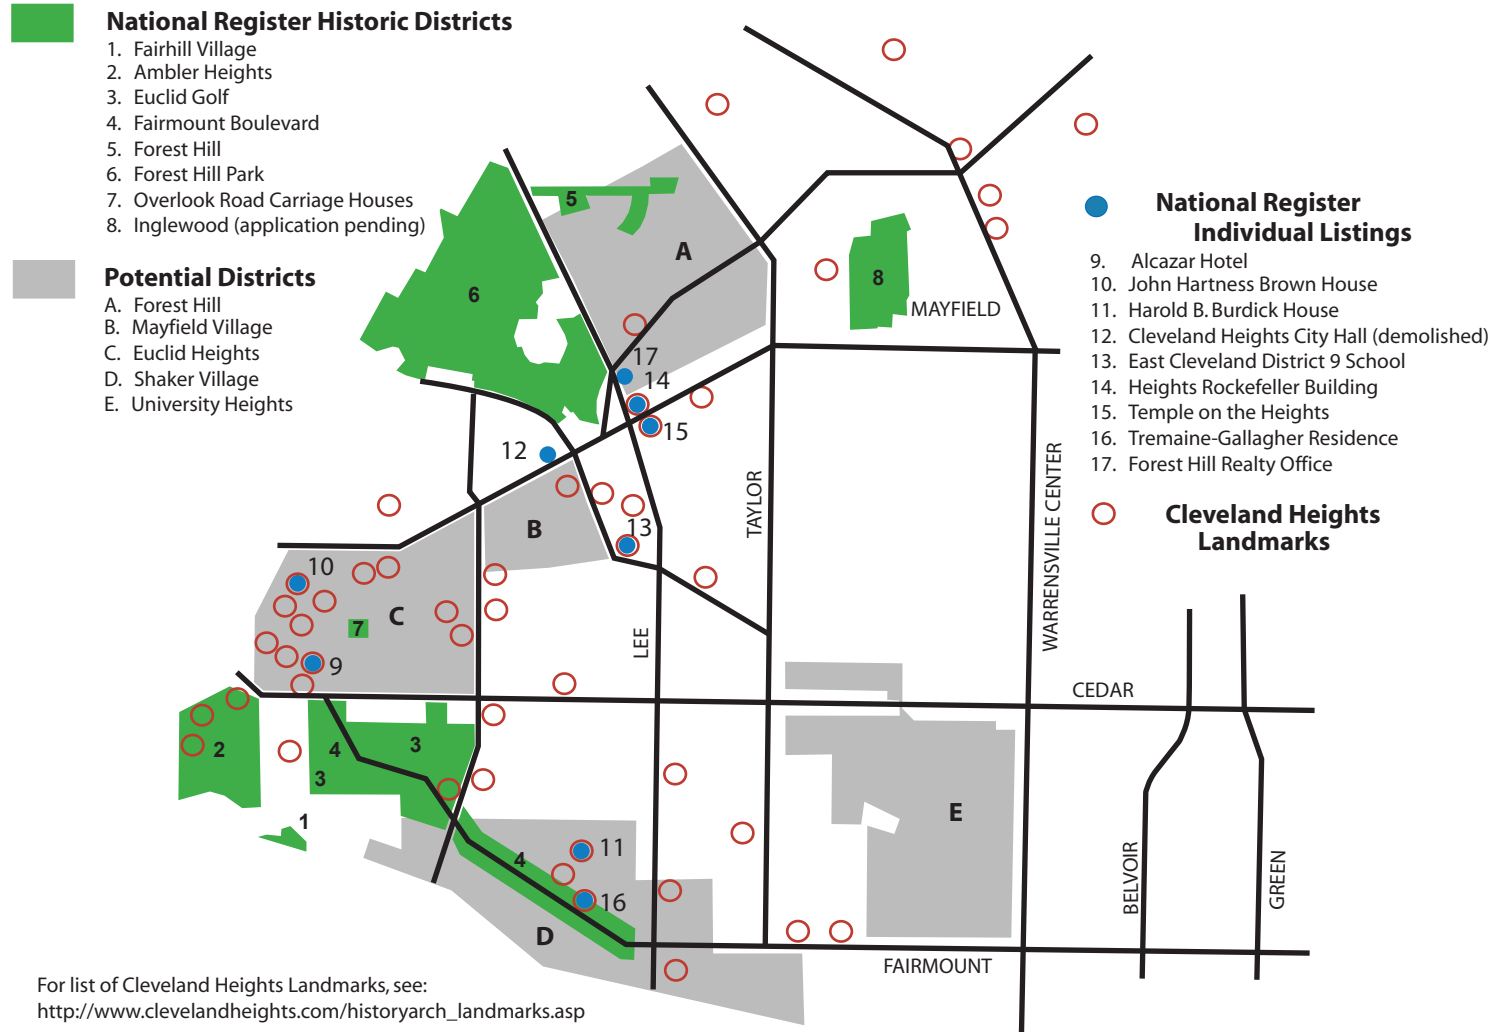 National Register Historic Districts
1. Fairhill Village
2. Ambler Heights
3. Euclid Golf
4. Fairmount Boulevard
5. Forest Hill
6. Forest Hill Park
7. Overlook Road Carriage Houses
8. Inglewood (application pending)
Potential Districts
A. Forest Hill
B. Mayfield Village
C. Euclid Heights
D. Shaker Village
E. University Heights
National Register
Individual Listings
9. Alcazar Hotel
10. John Hartness Brown House
11. Harold B. Burdick House
12. Cleveland Heights City Hall (demolished)
13. East Cleveland District 9 School
14. Heights Rockefeller Building
15. Temple on the Heights
16. Tremaine-Gallagher Residence
17. Forest Hill Realty Office
Cleveland Heights
Landmarks
5
A
6
8
MAYFIELD
17
14
15
12
B
13
TAYLOR
WARRENSVILLE CENTER
10
C
7
9
LEE
CEDAR
2
4
3
3
1
E
11
4
16
D
BELVOIR
GREEN
FAIRMOUNT
For list of Cleveland Heights Landmarks, see:
http://www.clevelandheights.com/historyarch_landmarks.asp